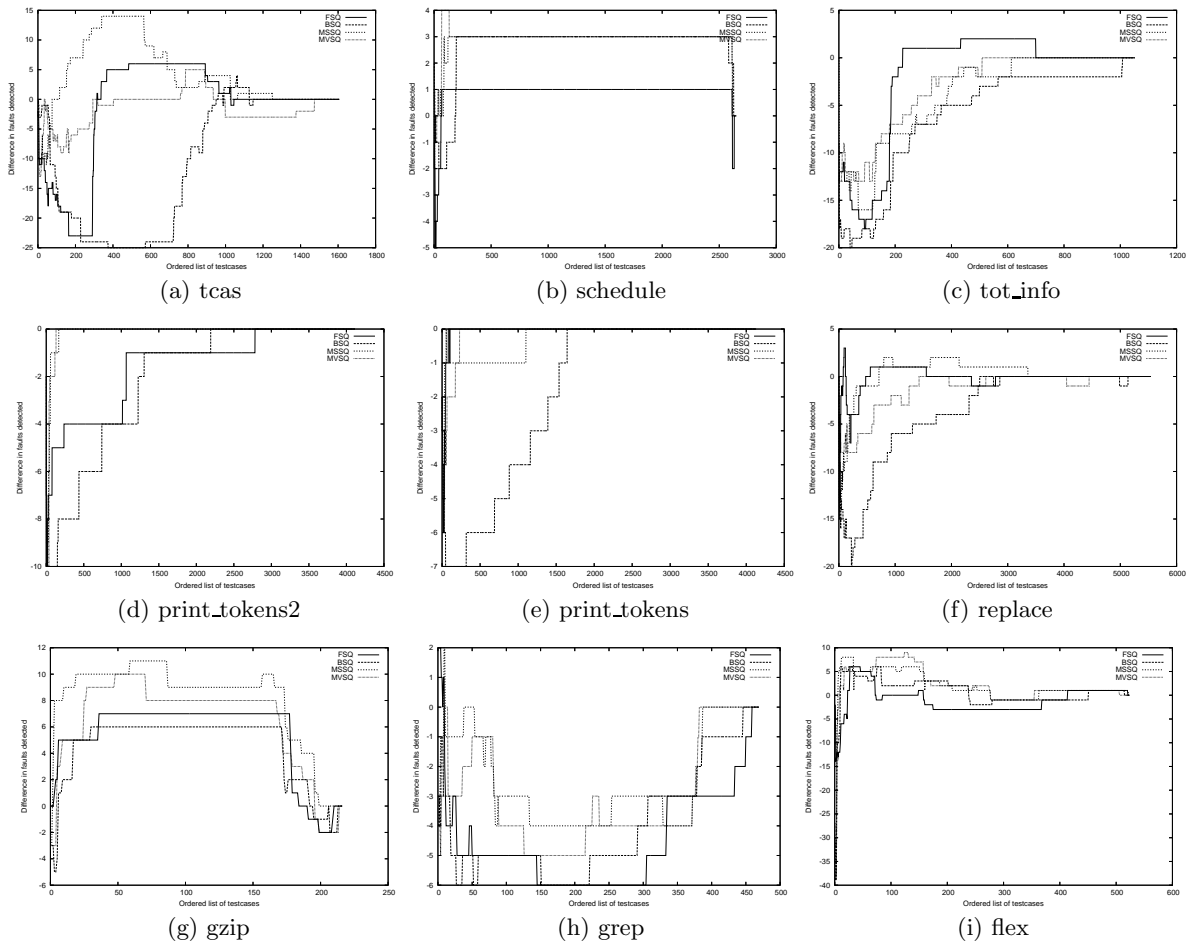 15
10
5
0
-5
-10
-15
-20
-25
0 200 400 600 800 1000 1200 1400 1600 1800
Difference in faults detected
Ordered list of testcases
FSQ
BSQ
MSSQ
MVSQ
(a) tcas
4
3
2
1
0
-1
-2
-3
-4
-5
0 500 1000 1500 2000 2500 3000
Difference in faults detected
Ordered list of testcases
FSQ
BSQ
MSSQ
MVSQ
(b) schedule
5
0
-5
-10
-15
-20
0 200 400 600 800 1000 1200
Difference in faults detected
Ordered list of testcases
FSQ
BSQ
MSSQ
MVSQ
(c) tot_info
0
-2
-4
-6
-8
-10
0 500 1000 1500 2000 2500 3000 3500 4000 4500
Difference in faults detected
Ordered list of testcases
FSQ
BSQ
MSSQ
MVSQ
(d) print_tokens2
0
-1
-2
-3
-4
-5
-6
-7
0 500 1000 1500 2000 2500 3000 3500 4000 4500
Difference in faults detected
Ordered list of testcases
FSQ
BSQ
MSSQ
MVSQ
(e) print_tokens
5
0
-5
-10
-15
-20
0 1000 2000 3000 4000 5000 6000
Difference in faults detected
Ordered list of testcases
FSQ
BSQ
MSSQ
MVSQ
(f) replace
12
10
8
6
4
2
0
-2
-4
-6
0 50 100 150 200 250
Difference in faults detected
Ordered list of testcases
FSQ
BSQ
MSSQ
MVSQ
(g) gzip
2
1
0
-1
-2
-3
-4
-5
-6
0 50 100 150 200 250 300 350 400 450 500
Difference in faults detected
Ordered list of testcases
FSQ
BSQ
MSSQ
MVSQ
(h) grep
10
5
0
-5
-10
-15
-20
-25
-30
-35
-40
0 100 200 300 400 500 600
Difference in faults detected
Ordered list of testcases
FSQ
BSQ
MSSQ
MVSQ
(i) flex